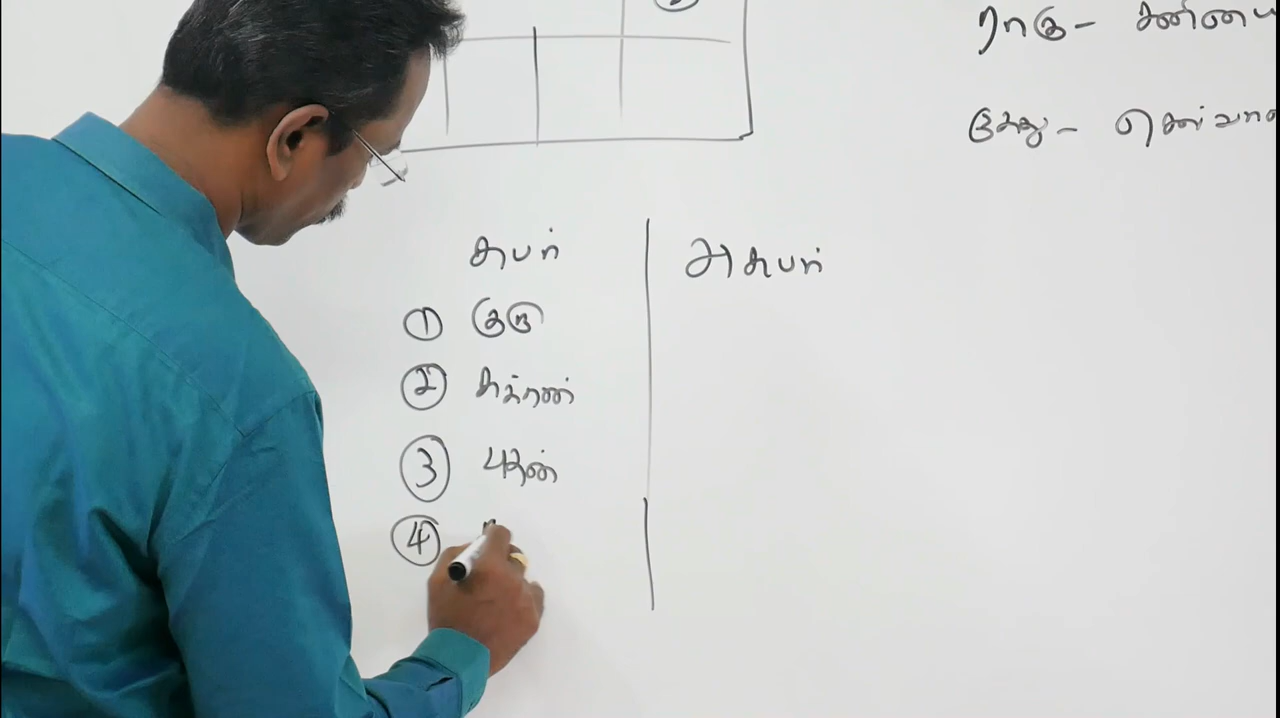 ராகு-
கேது-
சுபர்
அசுபர்
① குரு
② சுக்ரன்
③ புதன்
④